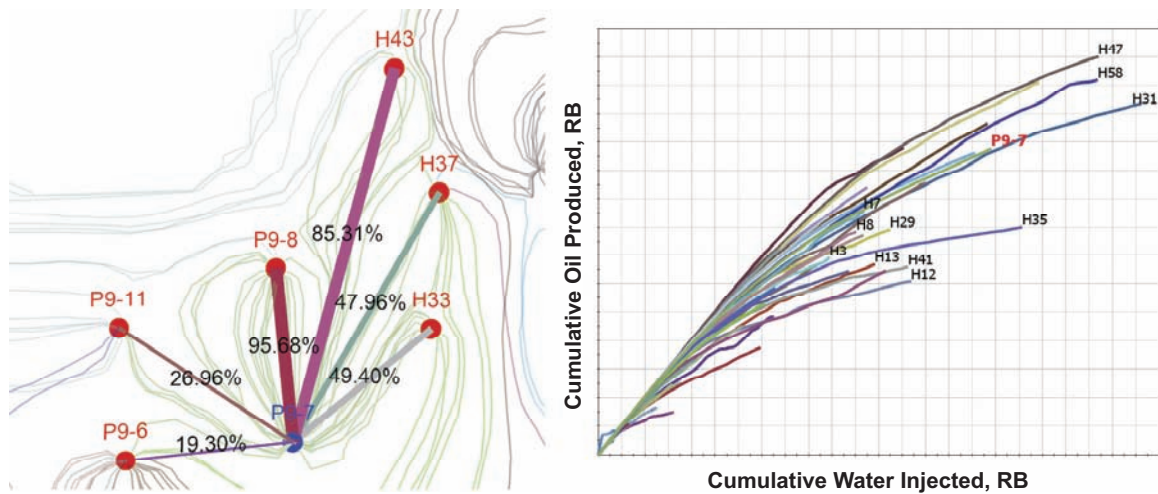 H43
H37
85.31%
P9-8
47.96%
H33
P9-11
95.68%
49.40%
26.96%
P9-7
P9-6
19.30%
Cumulative Oil Produced, RB
H47
H58
H31
P9-7
H7
H8
H29
H35
H3
H13
H41
H12
Cumulative Water Injected, RB